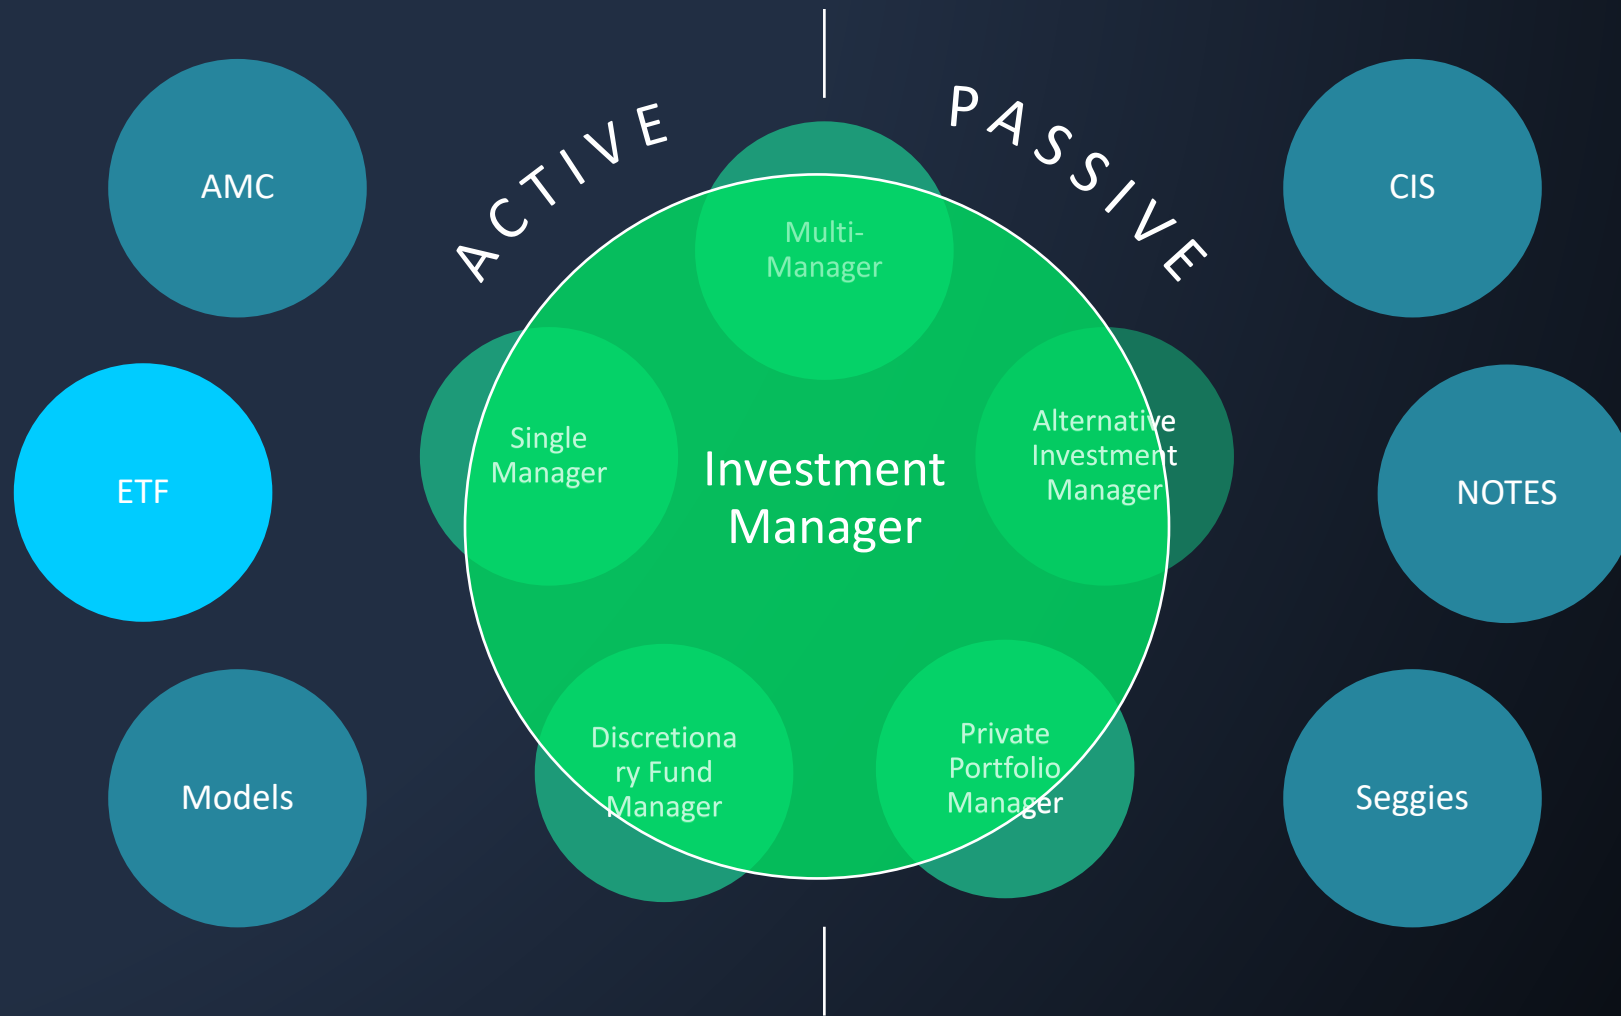 ACTIVE
PASSIVE
AMC
ETF
Models
Multi-
Manager
Single
Manager
Investment
Manager
Alternative
Investment
Manager
Discretiona
ry Fund
Manager
Private
Portfolio
Manager
CIS
NOTES
Seggies